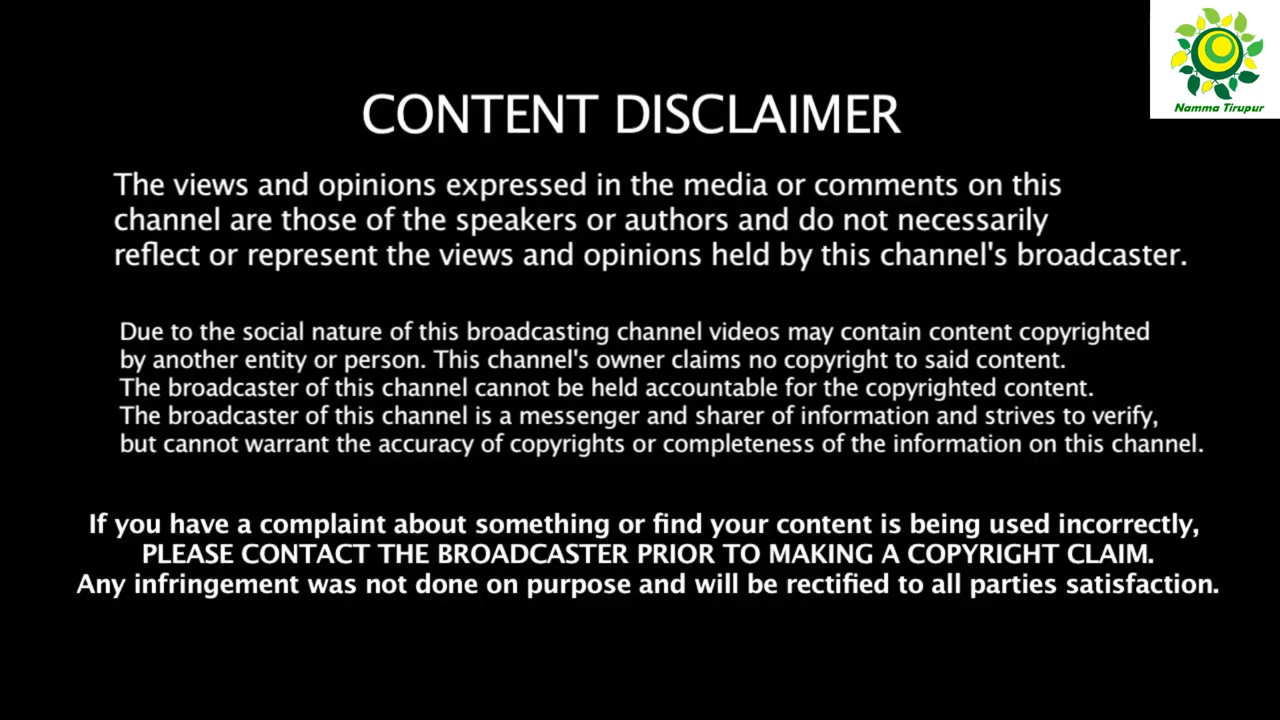 Namma Tirupur
CONTENT DISCLAIMER
The views and opinions expressed in the media or comments on this
channel are those of the speakers or authors and do not necessarily
reflect or represent the views and opinions held by this channel's broadcaster.
Due to the social nature of this broadcasting channel videos may contain content copyrighted
by another entity or person. This channel's owner claims no copyright to said content.
The broadcaster of this channel cannot be held accountable for the copyrighted content.
The broadcaster of this channel is a messenger and sharer of information and strives to verify,
but cannot warrant the accuracy of copyrights or completeness of the information on this channel.
If you have a complaint about something or find your content is being used incorrectly,
PLEASE CONTACT THE BROADCASTER PRIOR TO MAKING A COPYRIGHT CLAIM.
Any infringement was not done on purpose and will be rectified to all parties satisfaction.